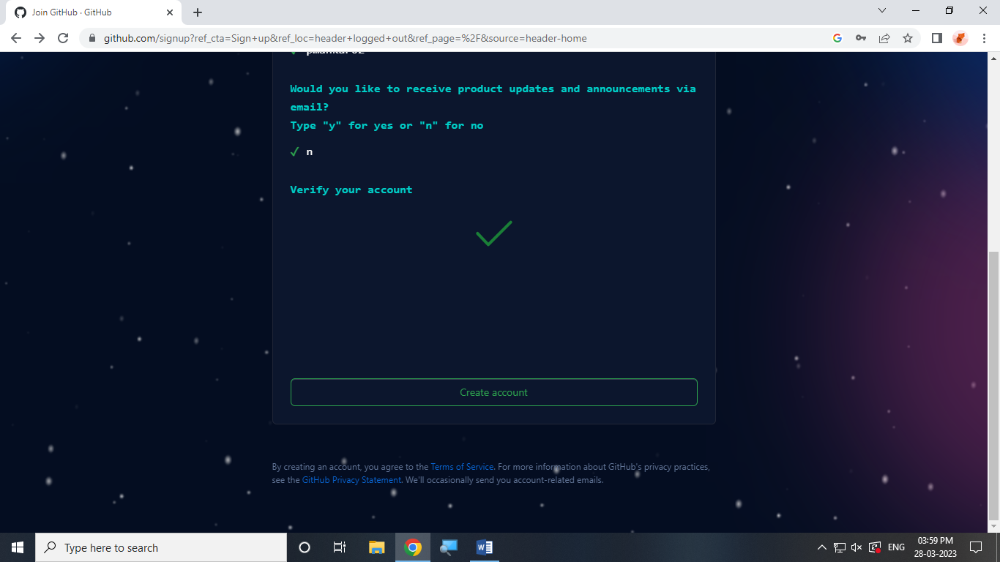 Join GitHub · GitHub
github.com/signup?ref_cta=Sign+up&ref_loc=header+logged+out&ref_page=%2F&source=header-home
Would you like to receive product updates and announcements via
email?
Type "y" for yes or "n" for no
n
Verify your account
Create account
By creating an account, you agree to the Terms of Service. For more information about GitHub's privacy practices,
see the GitHub Privacy Statement. We'll occasionally send you account-related emails.
Type here to search
ENG
03:59 PM
28-03-2023